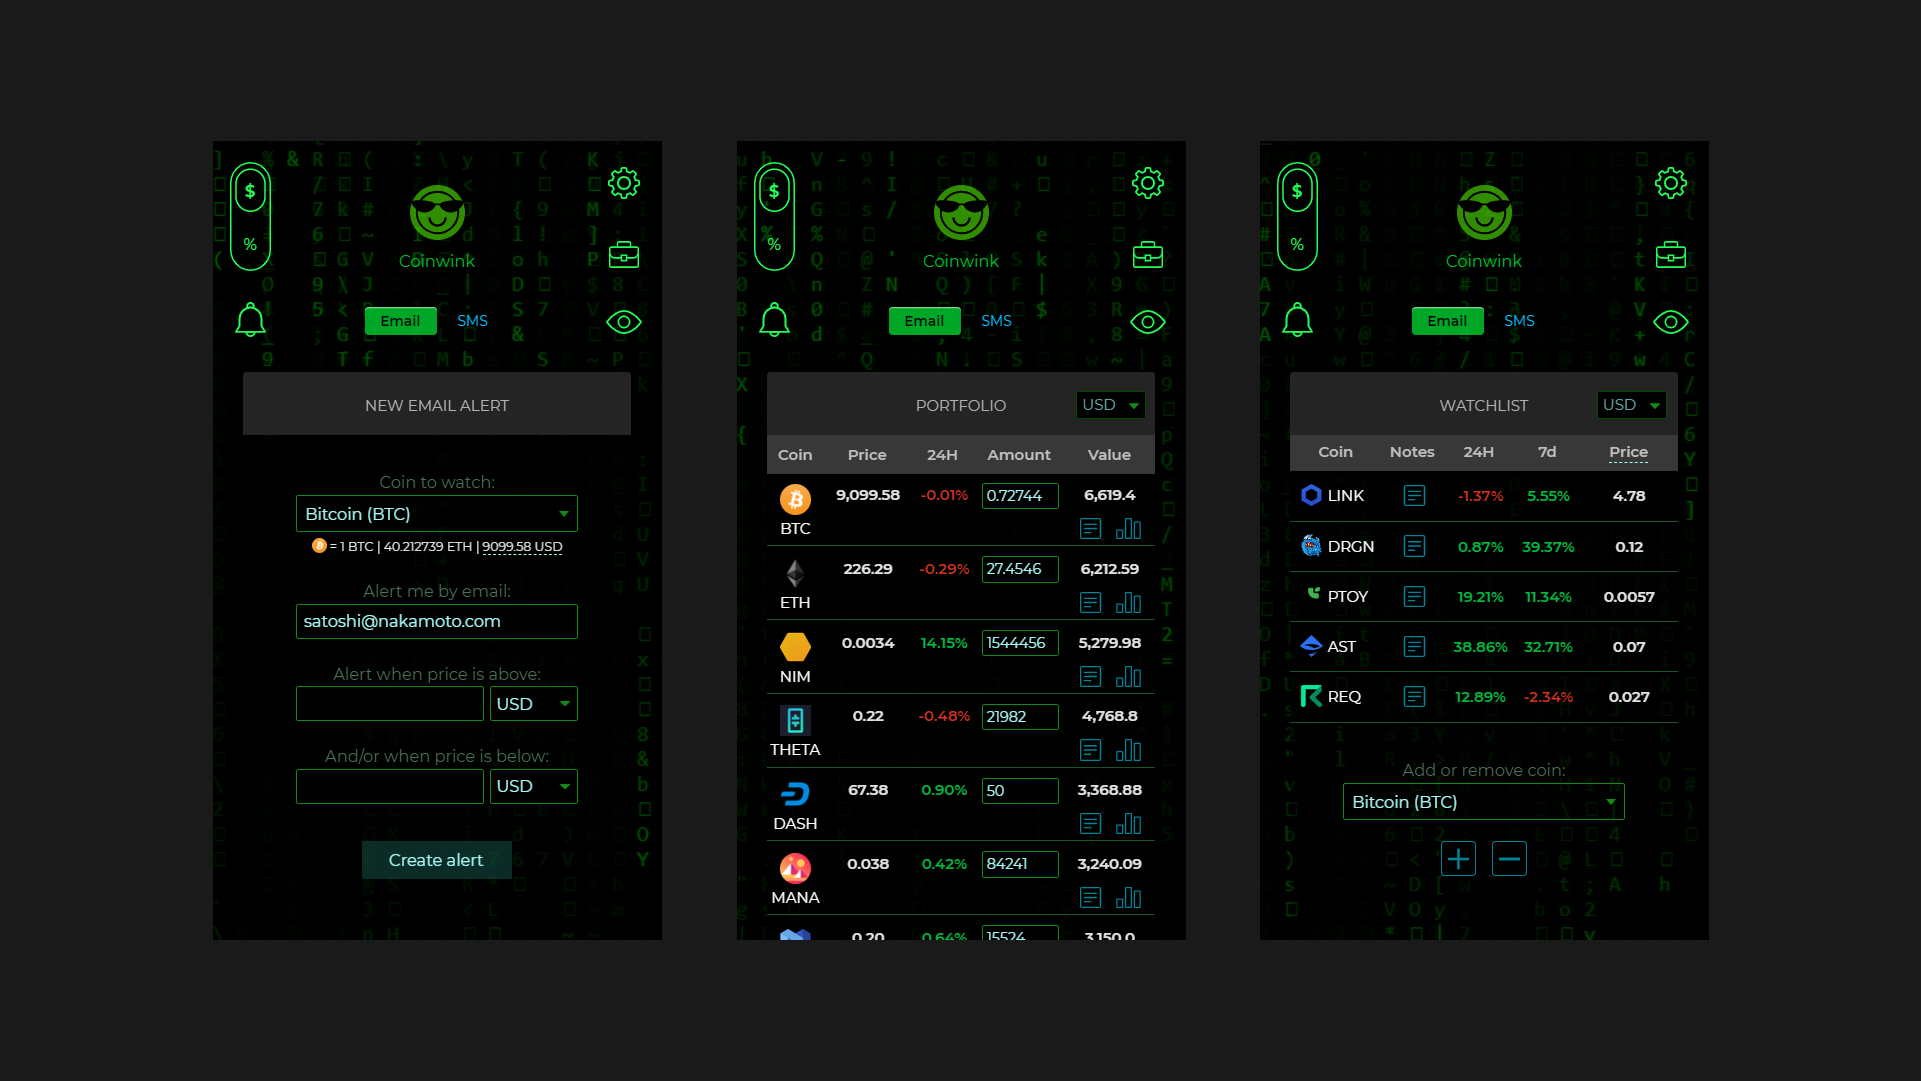 $
%
Coinwink
Email SMS
NEW EMAIL ALERT
Coin to watch:
Bitcoin (BTC)
= 1 BTC | 40.212739 ETH | 9099.58 USD
Alert me by email:
satoshi@nakamoto.com
Alert when price is above:
USD
And/or when price is below:
USD
Create alert
$
%
Coinwink
Email SMS
PORTFOLIO USD
Coin Price 24H Amount Value
BTC 9,099.58 -0.01% 0.72744 6,619.4
ETH 226.29 -0.29% 27.4546 6,212.59
NIM 0.0034 14.15% 1544456 5,279.98
THETA 0.22 -0.48% 21982 4,768.8
DASH 67.38 0.90% 50 3,368.88
MANA 0.038 0.42% 84241 3,240.09
0.20 0.64% 15524 3,150.0
$
%
Coinwink
Email SMS
WATCHLIST USD
Coin Notes 24H 7d Price
LINK -1.37% 5.55% 4.78
DRGN 0.87% 39.37% 0.12
PTOY 19.21% 11.34% 0.0057
AST 38.86% 32.71% 0.07
REQ 12.89% -2.34% 0.027
Add or remove coin:
Bitcoin (BTC)